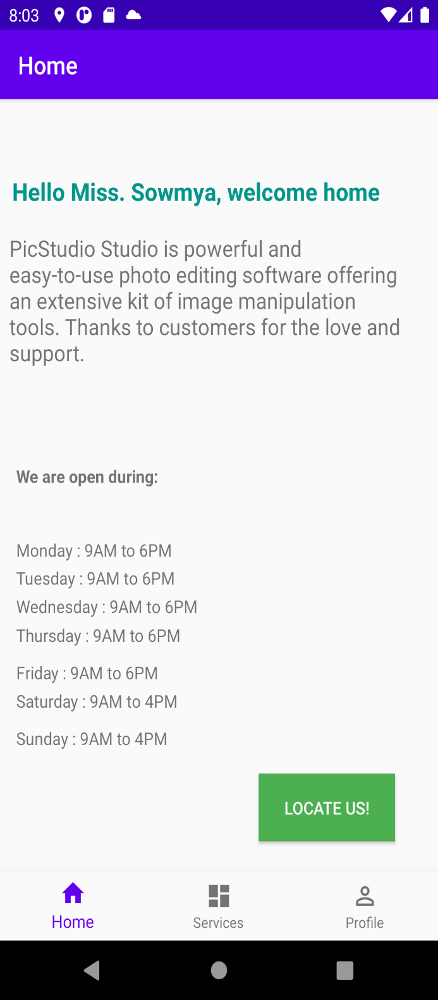 8:03
Home
Hello Miss. Sowmya, welcome home
PicStudio Studio is powerful and
easy-to-use photo editing software offering
an extensive kit of image manipulation
tools. Thanks to customers for the love and
support.
We are open during:
Monday : 9AM to 6PM
Tuesday : 9AM to 6PM
Wednesday : 9AM to 6PM
Thursday : 9AM to 6PM
Friday : 9AM to 6PM
Saturday : 9AM to 4PM
Sunday : 9AM to 4PM
LOCATE US!
Home
Services
Profile